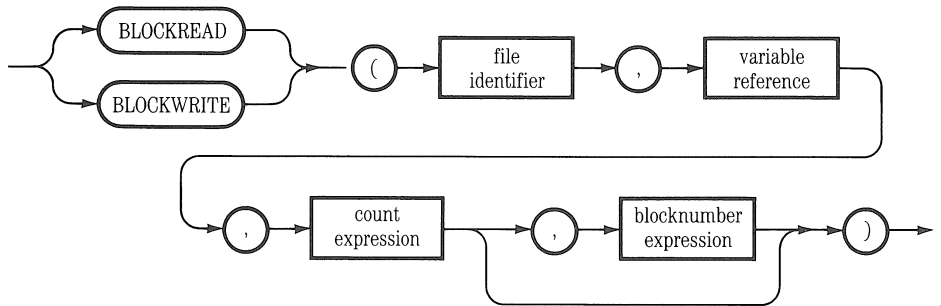 BLOCKREAD
BLOCKWRITE
(
file
identifier
,
variable
reference
,
count
expression
,
blocknumber
expression
)